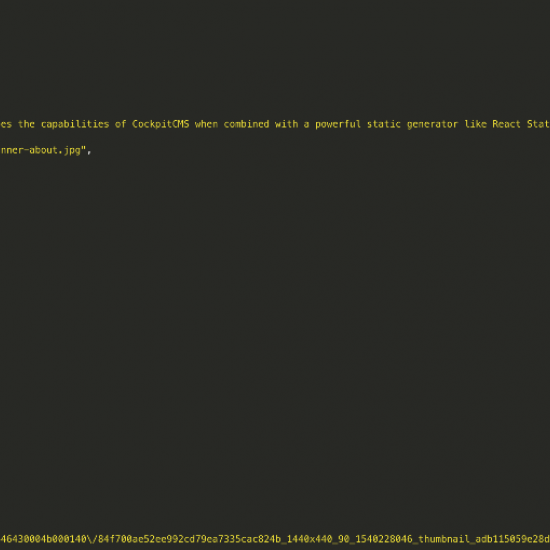 es the capabilities of CockpitCMS when combined with a powerful static generator like React Stat
nner-about.jpg",
46430004b000140\/84f700ae52ee992cd79ea7335cac824b_1440x440_90_1540228046_thumbnail_adb115059e28d